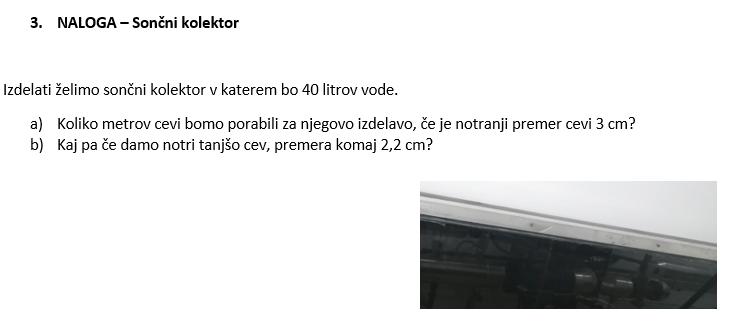 3. NALOGA – Sončni kolektor
Izdelati želimo sončni kolektor v katerem bo 40 litrov vode.
a) Koliko metrov cevi bomo porabili za njegovo izdelavo, če je notranji premer cevi 3 cm?
b) Kaj pa če damo notri tanjšo cev, premera komaj 2,2 cm?